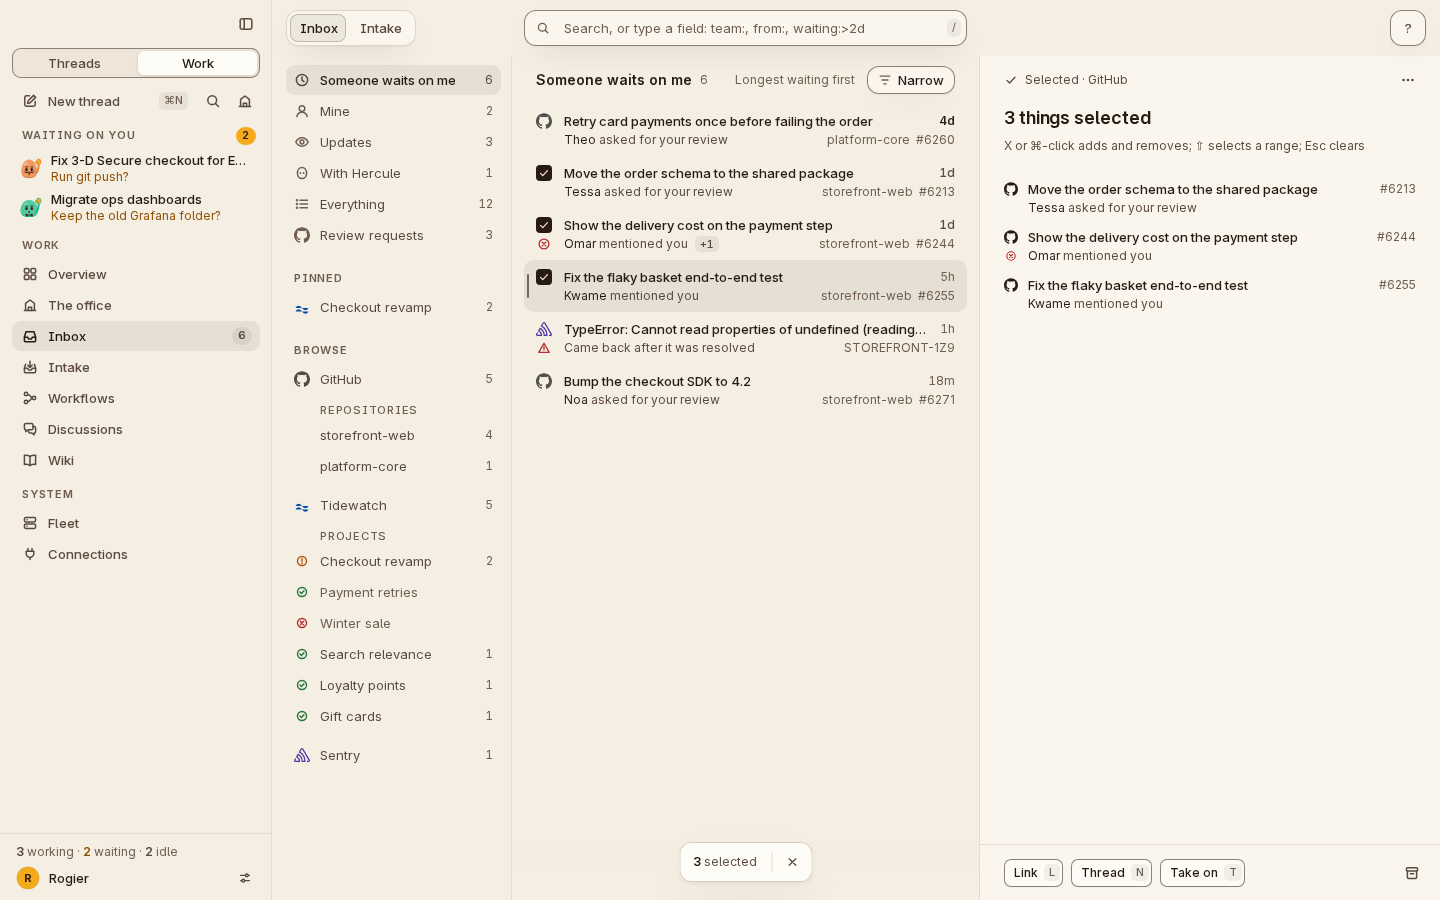 Threads
Work
New thread
⌘N
WAITING ON YOU
2
Fix 3-D Secure checkout for E…
Run git push?
Migrate ops dashboards
Keep the old Grafana folder?
WORK
Overview
The office
Inbox
6
Intake
Workflows
Discussions
Wiki
SYSTEM
Fleet
Connections
3 working · 2 waiting · 2 idle
R
Rogier
Inbox
Intake
Someone waits on me 6
Mine 2
Updates 3
With Hercule 1
Everything 12
Review requests 3
PINNED
Checkout revamp 2
BROWSE
GitHub 5
REPOSITORIES
storefront-web 4
platform-core 1
Tidewatch 5
PROJECTS
Checkout revamp 2
Payment retries
Winter sale
Search relevance 1
Loyalty points 1
Gift cards 1
Sentry 1
Search, or type a field: team:, from:, waiting:>2d
/
?
Someone waits on me 6
Longest waiting first
Narrow
Retry card payments once before failing the order 4d
Theo asked for your review platform-core #6260
Move the order schema to the shared package 1d
Tessa asked for your review storefront-web #6213
Show the delivery cost on the payment step 1d
Omar mentioned you +1 storefront-web #6244
Fix the flaky basket end-to-end test 5h
Kwame mentioned you storefront-web #6255
TypeError: Cannot read properties of undefined (reading… 1h
Came back after it was resolved STOREFRONT-1Z9
Bump the checkout SDK to 4.2 18m
Noa asked for your review storefront-web #6271
3 selected
Selected · GitHub
3 things selected
X or ⌘-click adds and removes; ⇧ selects a range; Esc clears
Move the order schema to the shared package #6213
Tessa asked for your review
Show the delivery cost on the payment step #6244
Omar mentioned you
Fix the flaky basket end-to-end test #6255
Kwame mentioned you
Link L
Thread N
Take on T